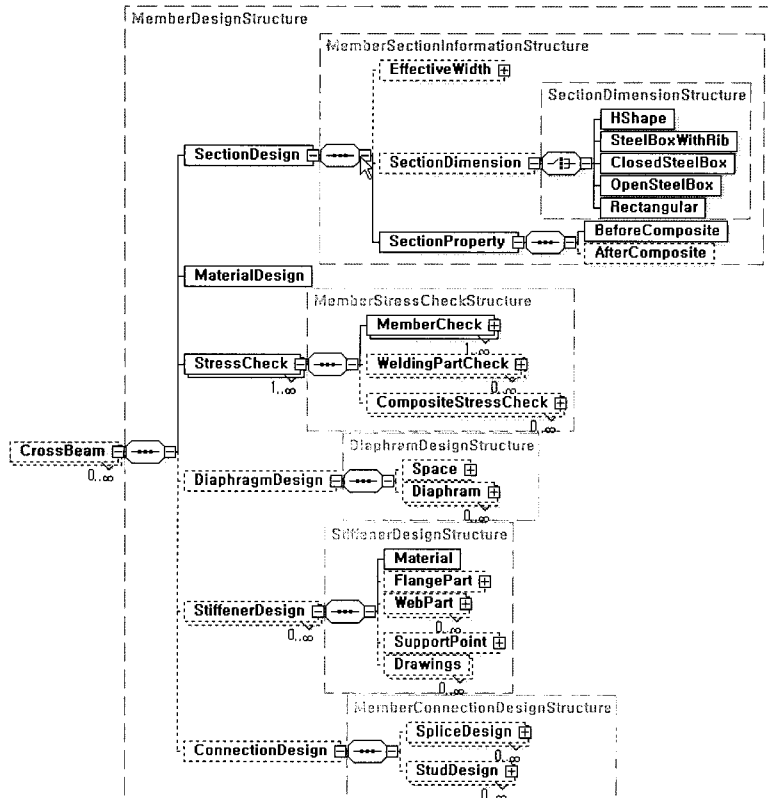 MemberDesignStructure
MemberSectionInformationStructure
EffectiveWidth
SectionDimensionStructure
HShape
SteelBoxWithRib
SectionDesign
SectionDimension
ClosedSteelBox
OpenSteelBox
Rectangular
SectionProperty
BeforeComposite
AfterComposite
MaterialDesign
MemberStressCheckStructure
MemberCheck
1..∞
StressCheck
1..∞
WeldingPartCheck
0..∞
CompositeStressCheck
0..∞
CrossBeam
0..∞
DiaphramDesignStructure
Space
DiaphragmDesign
Diaphram
0..∞
StiffenerDesignStructure
Material
FlangePart
WebPart
0..∞
StiffenerDesign
0..∞
SupportPoint
Drawings
0..∞
MemberConnectionDesignStructure
SpliceDesign
0..∞
ConnectionDesign
StudDesign
0..∞